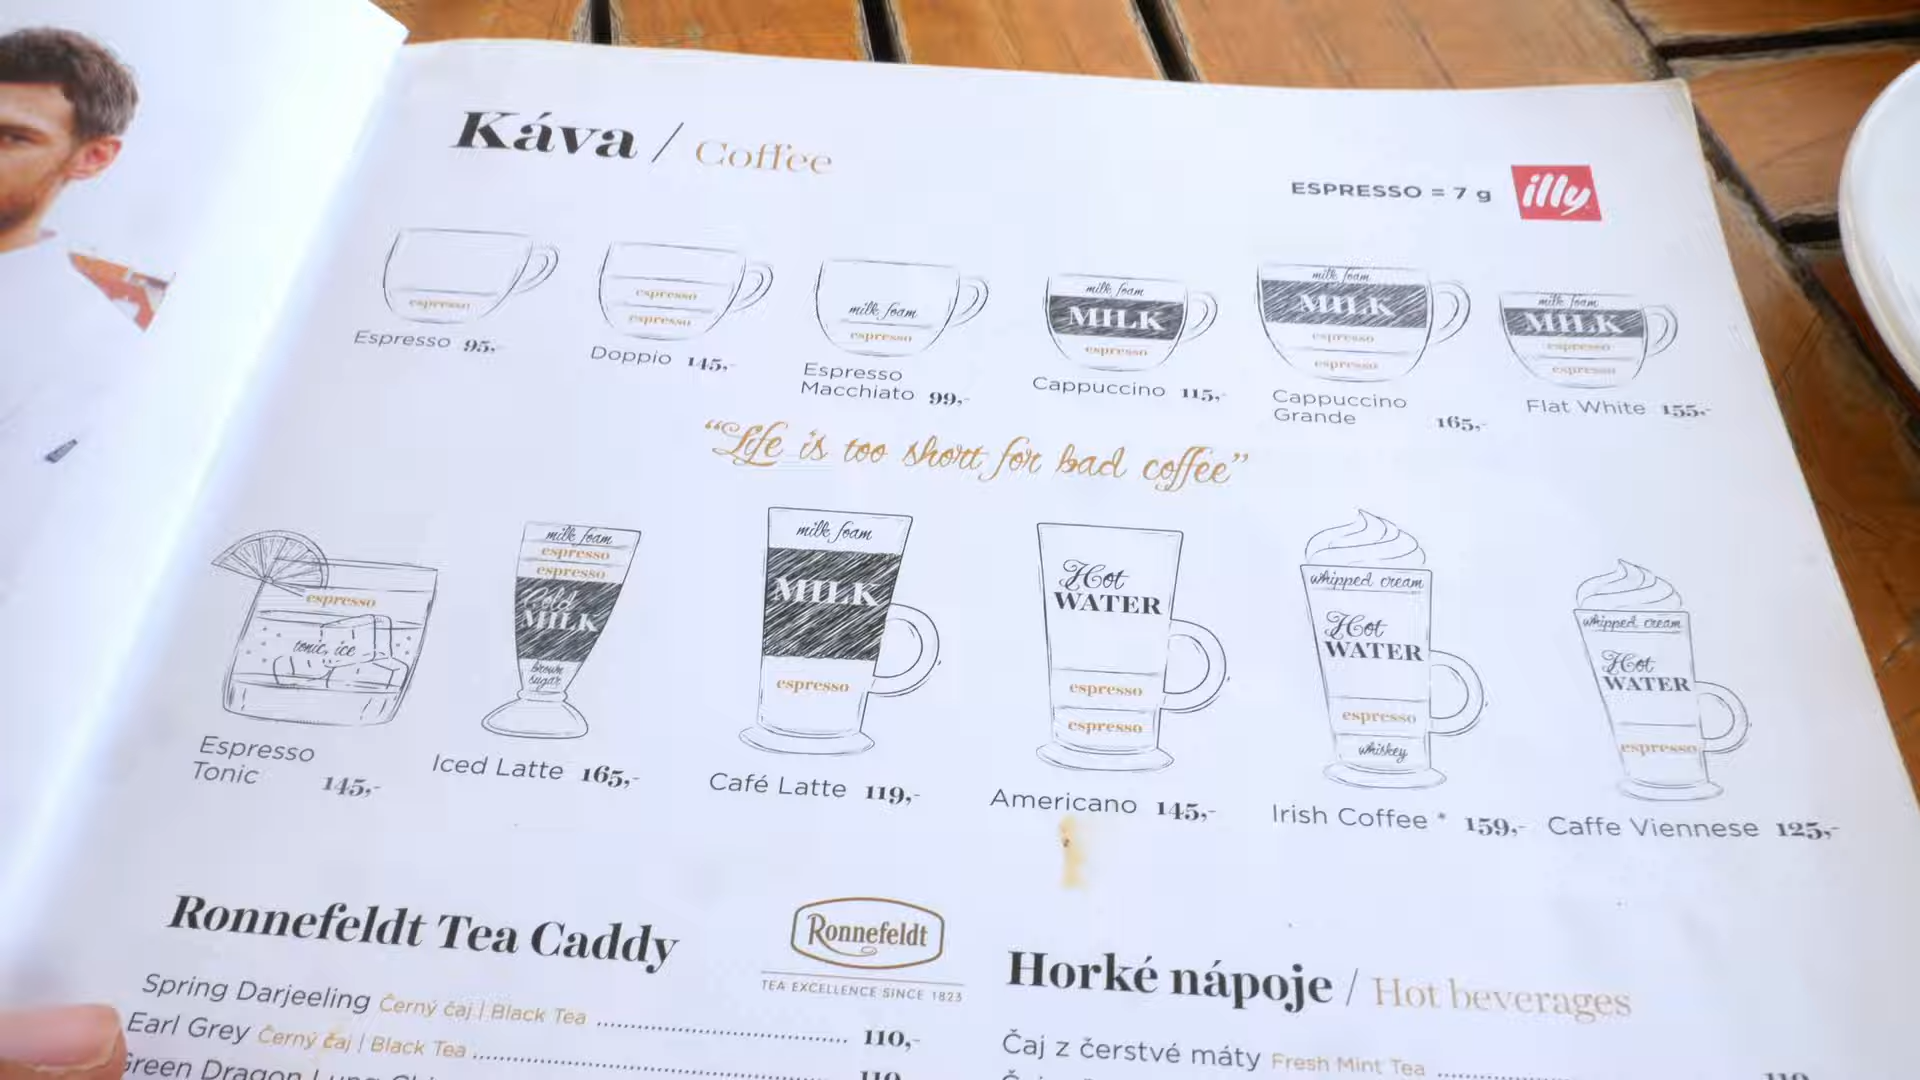 Káva / Coffee
ESPRESSO = 7 g
illy
espresso
Espresso 95,-
espresso
espresso
Doppio 145,-
milk foam
espresso
Espresso
Macchiato 99,-
milk foam
MILK
espresso
Cappuccino 115,-
milk foam
MILK
espresso
espresso
Cappuccino
Grande 165,-
milk foam
MILK
espresso
espresso
Flat White 155,-
"Life is too short for bad coffee"
espresso
tonic, ice
Espresso
Tonic 145,-
milk foam
espresso
espresso
Cold
MILK
brown
sugar
Iced Latte 165,-
milk foam
MILK
espresso
Café Latte 119,-
Hot
WATER
espresso
espresso
Americano 145,-
whipped cream
Hot
WATER
espresso
whiskey
Irish Coffee * 159,-
whipped cream
Hot
WATER
espresso
Caffe Viennese 125,-
Ronnefeldt Tea Caddy
Ronnefeldt
TEA EXCELLENCE SINCE 1823
Spring Darjeeling Černý čaj | Black Tea 110,-
Earl Grey Černý čaj | Black Tea
Green Dragon Lung
Horké nápoje / Hot beverages
Čaj z čerstvé máty Fresh Mint Tea